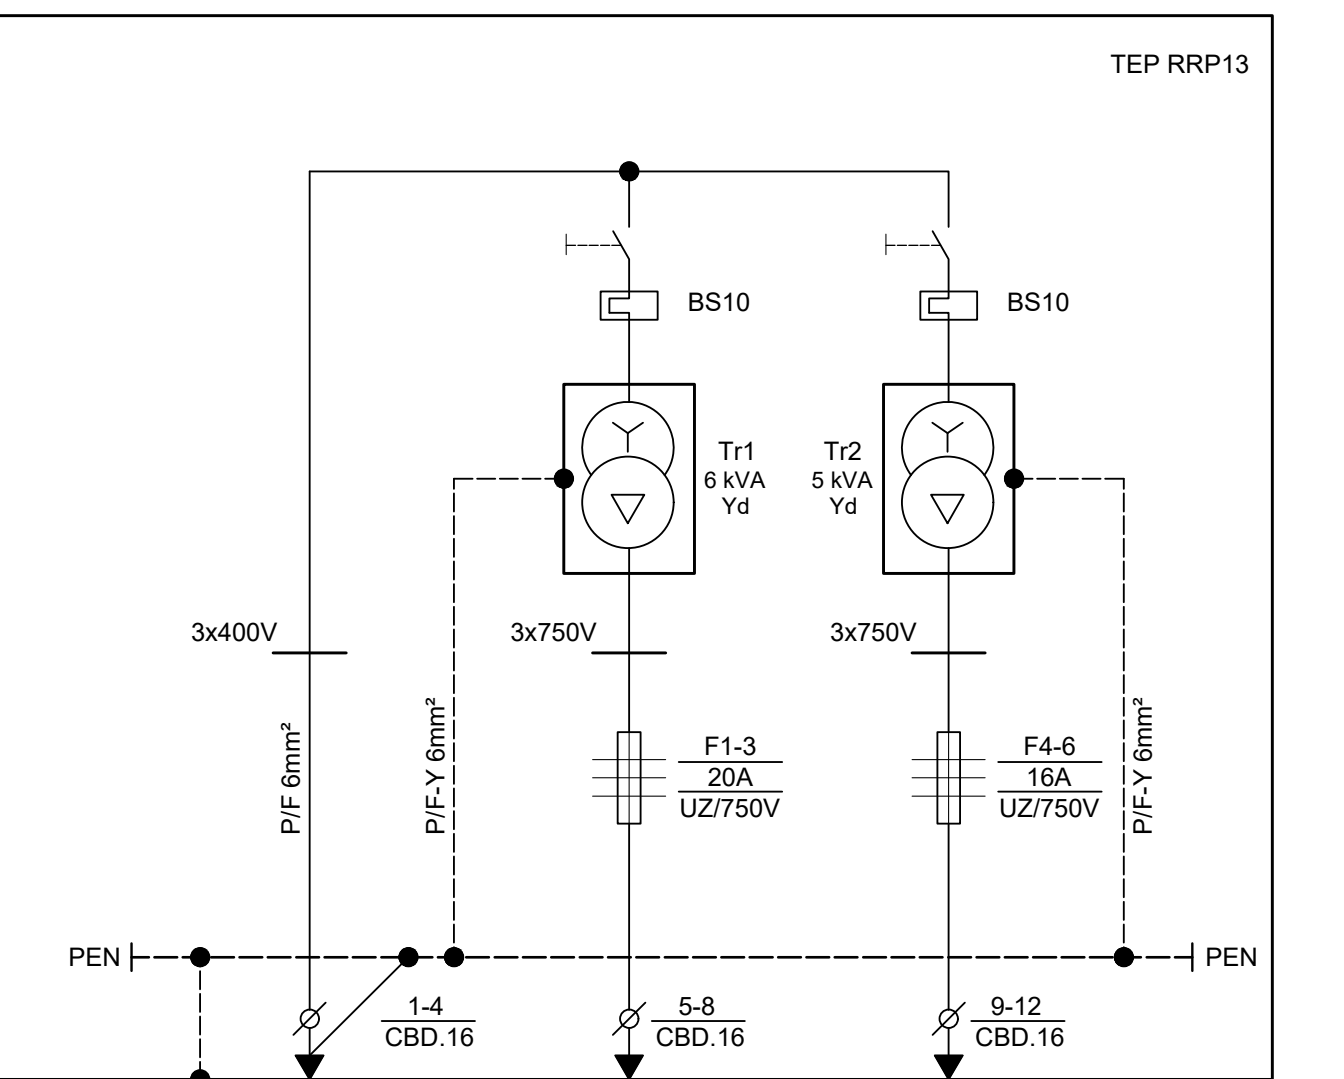 TEP RRP13
BS10
BS10
Tr1
6 kVA
Yd
Tr2
5 kVA
Yd
3x400V
3x750V
3x750V
P/F 6mm²
P/F-Y 6mm²
F1-3
20A
UZ/750V
F4-6
16A
UZ/750V
P/F-Y 6mm²
PEN
PEN
1-4
CBD.16
5-8
CBD.16
9-12
CBD.16